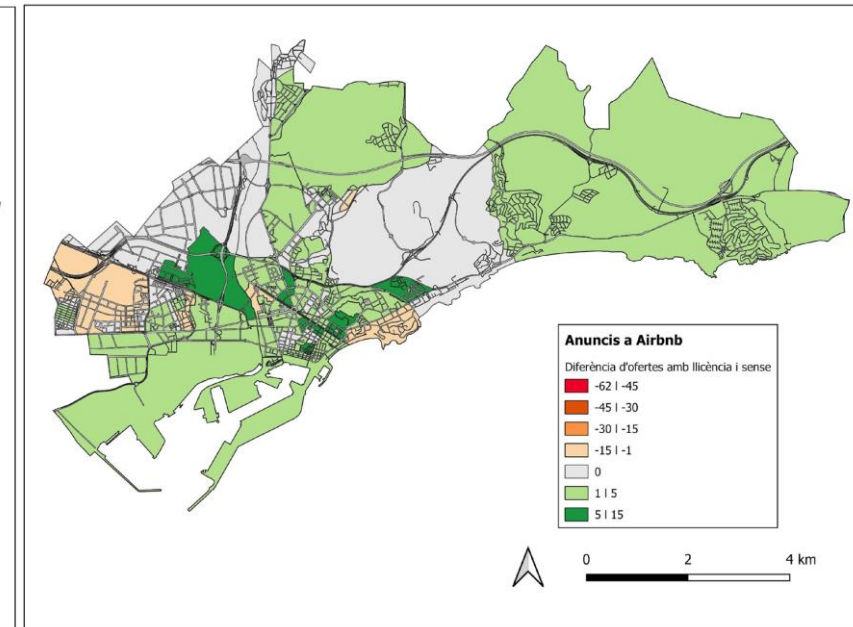 Anuncis a Airbnb
Diferència d'ofertes amb llicència i sense
-62 I -45
-45 I -30
-30 I -15
-15 I -1
0
1 I 5
5 I 15
0 2 4 km